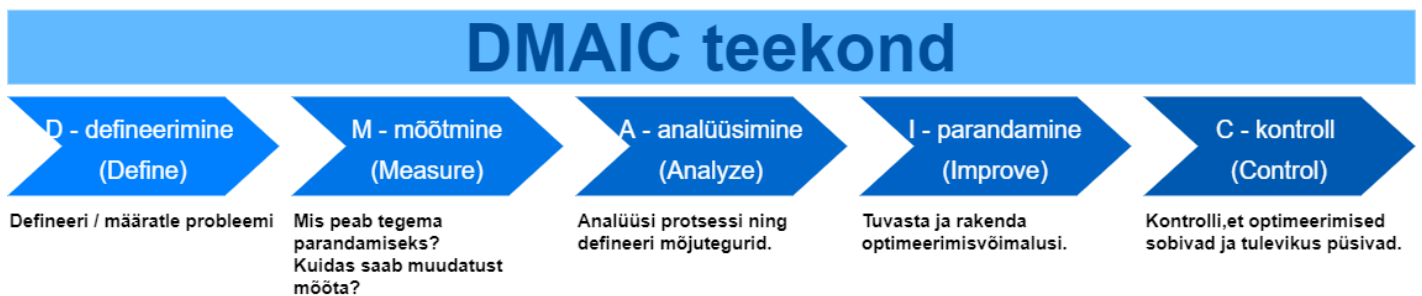 DMAIC teekond
D - defineerimine
(Define)
Defineeri / määratle probleemi
M - mõõtmine
(Measure)
Mis peab tegema
parandamiseks?
Kuidas saab muudatust
mõõta?
A - analüüsimine
(Analyze)
Analüüsi protsessi ning
defineeri mõjutegurid.
I - parandamine
(Improve)
Tuvasta ja rakenda
optimeerimisvõimalusi.
C - kontroll
(Control)
Kontrolli,et optimeerimised
sobivad ja tulevikus püsivad.